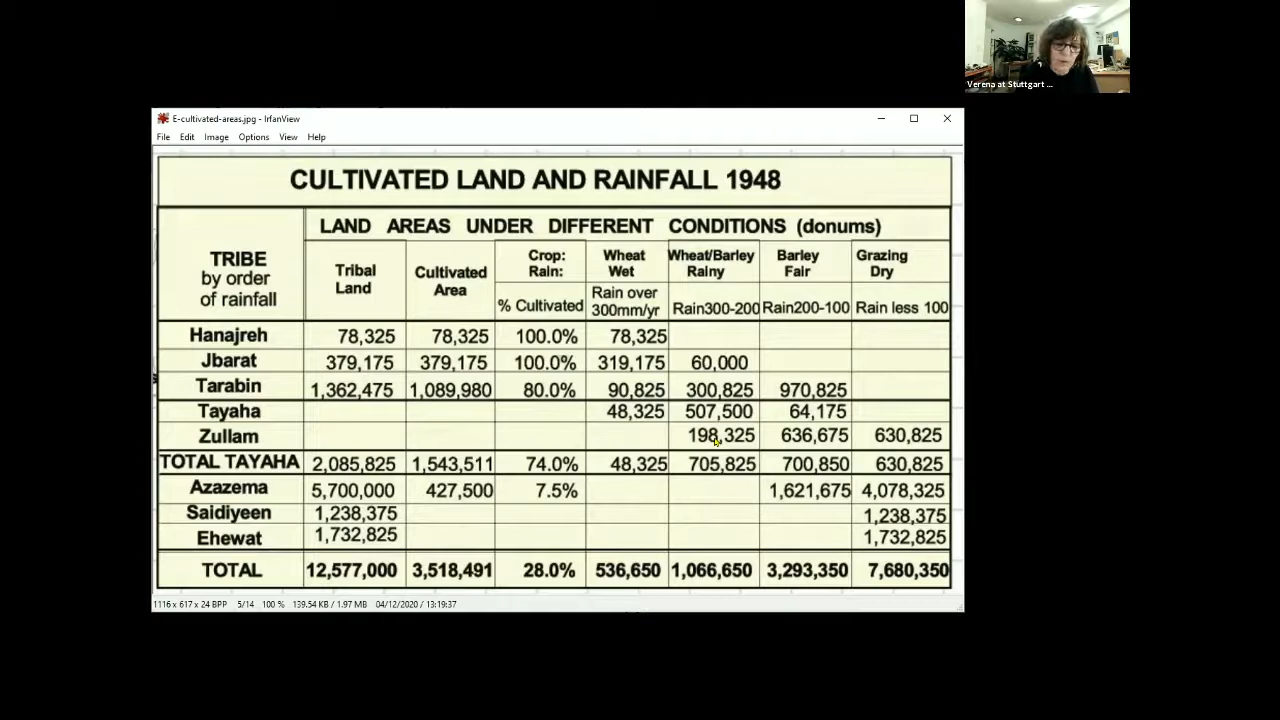 Verena at Stuttgart ...
E-cultivated-areas.jpg - IrfanView
File Edit Image Options View Help
CULTIVATED LAND AND RAINFALL 1948
TRIBE
by order
of rainfall
LAND AREAS UNDER DIFFERENT CONDITIONS (donums)
Tribal
Land
Cultivated
Area
Crop:
Rain:
% Cultivated
Wheat
Wet
Rain over
300mm/yr
Wheat/Barley
Rainy
Rain300-200
Barley
Fair
Rain200-100
Grazing
Dry
Rain less 100
Hanajreh 78,325 78,325 100.0% 78,325
Jbarat 379,175 379,175 100.0% 319,175 60,000
Tarabin 1,362,475 1,089,980 80.0% 90,825 300,825 970,825
Tayaha 48,325 507,500 64,175
Zullam 198,325 636,675 630,825
TOTAL TAYAHA 2,085,825 1,543,511 74.0% 48,325 705,825 700,850 630,825
Azazema 5,700,000 427,500 7.5% 1,621,675 4,078,325
Saidiyeen 1,238,375 1,238,375
Ehewat 1,732,825 1,732,825
TOTAL 12,577,000 3,518,491 28.0% 536,650 1,066,650 3,293,350 7,680,350
1116 x 617 x 24 BPP 5/14 100 % 139.54 KB / 1.97 MB 04/12/2020 / 13:19:37